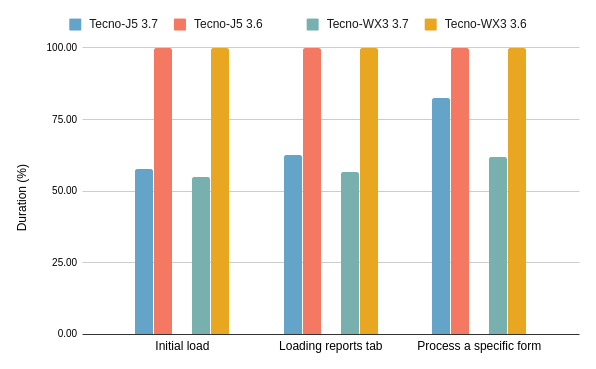 Tecno-J5 3.7 Tecno-J5 3.6 Tecno-WX3 3.7 Tecno-WX3 3.6
100.00
75.00
50.00
25.00
0.00
Duration (%)
Initial load Loading reports tab Process a specific form